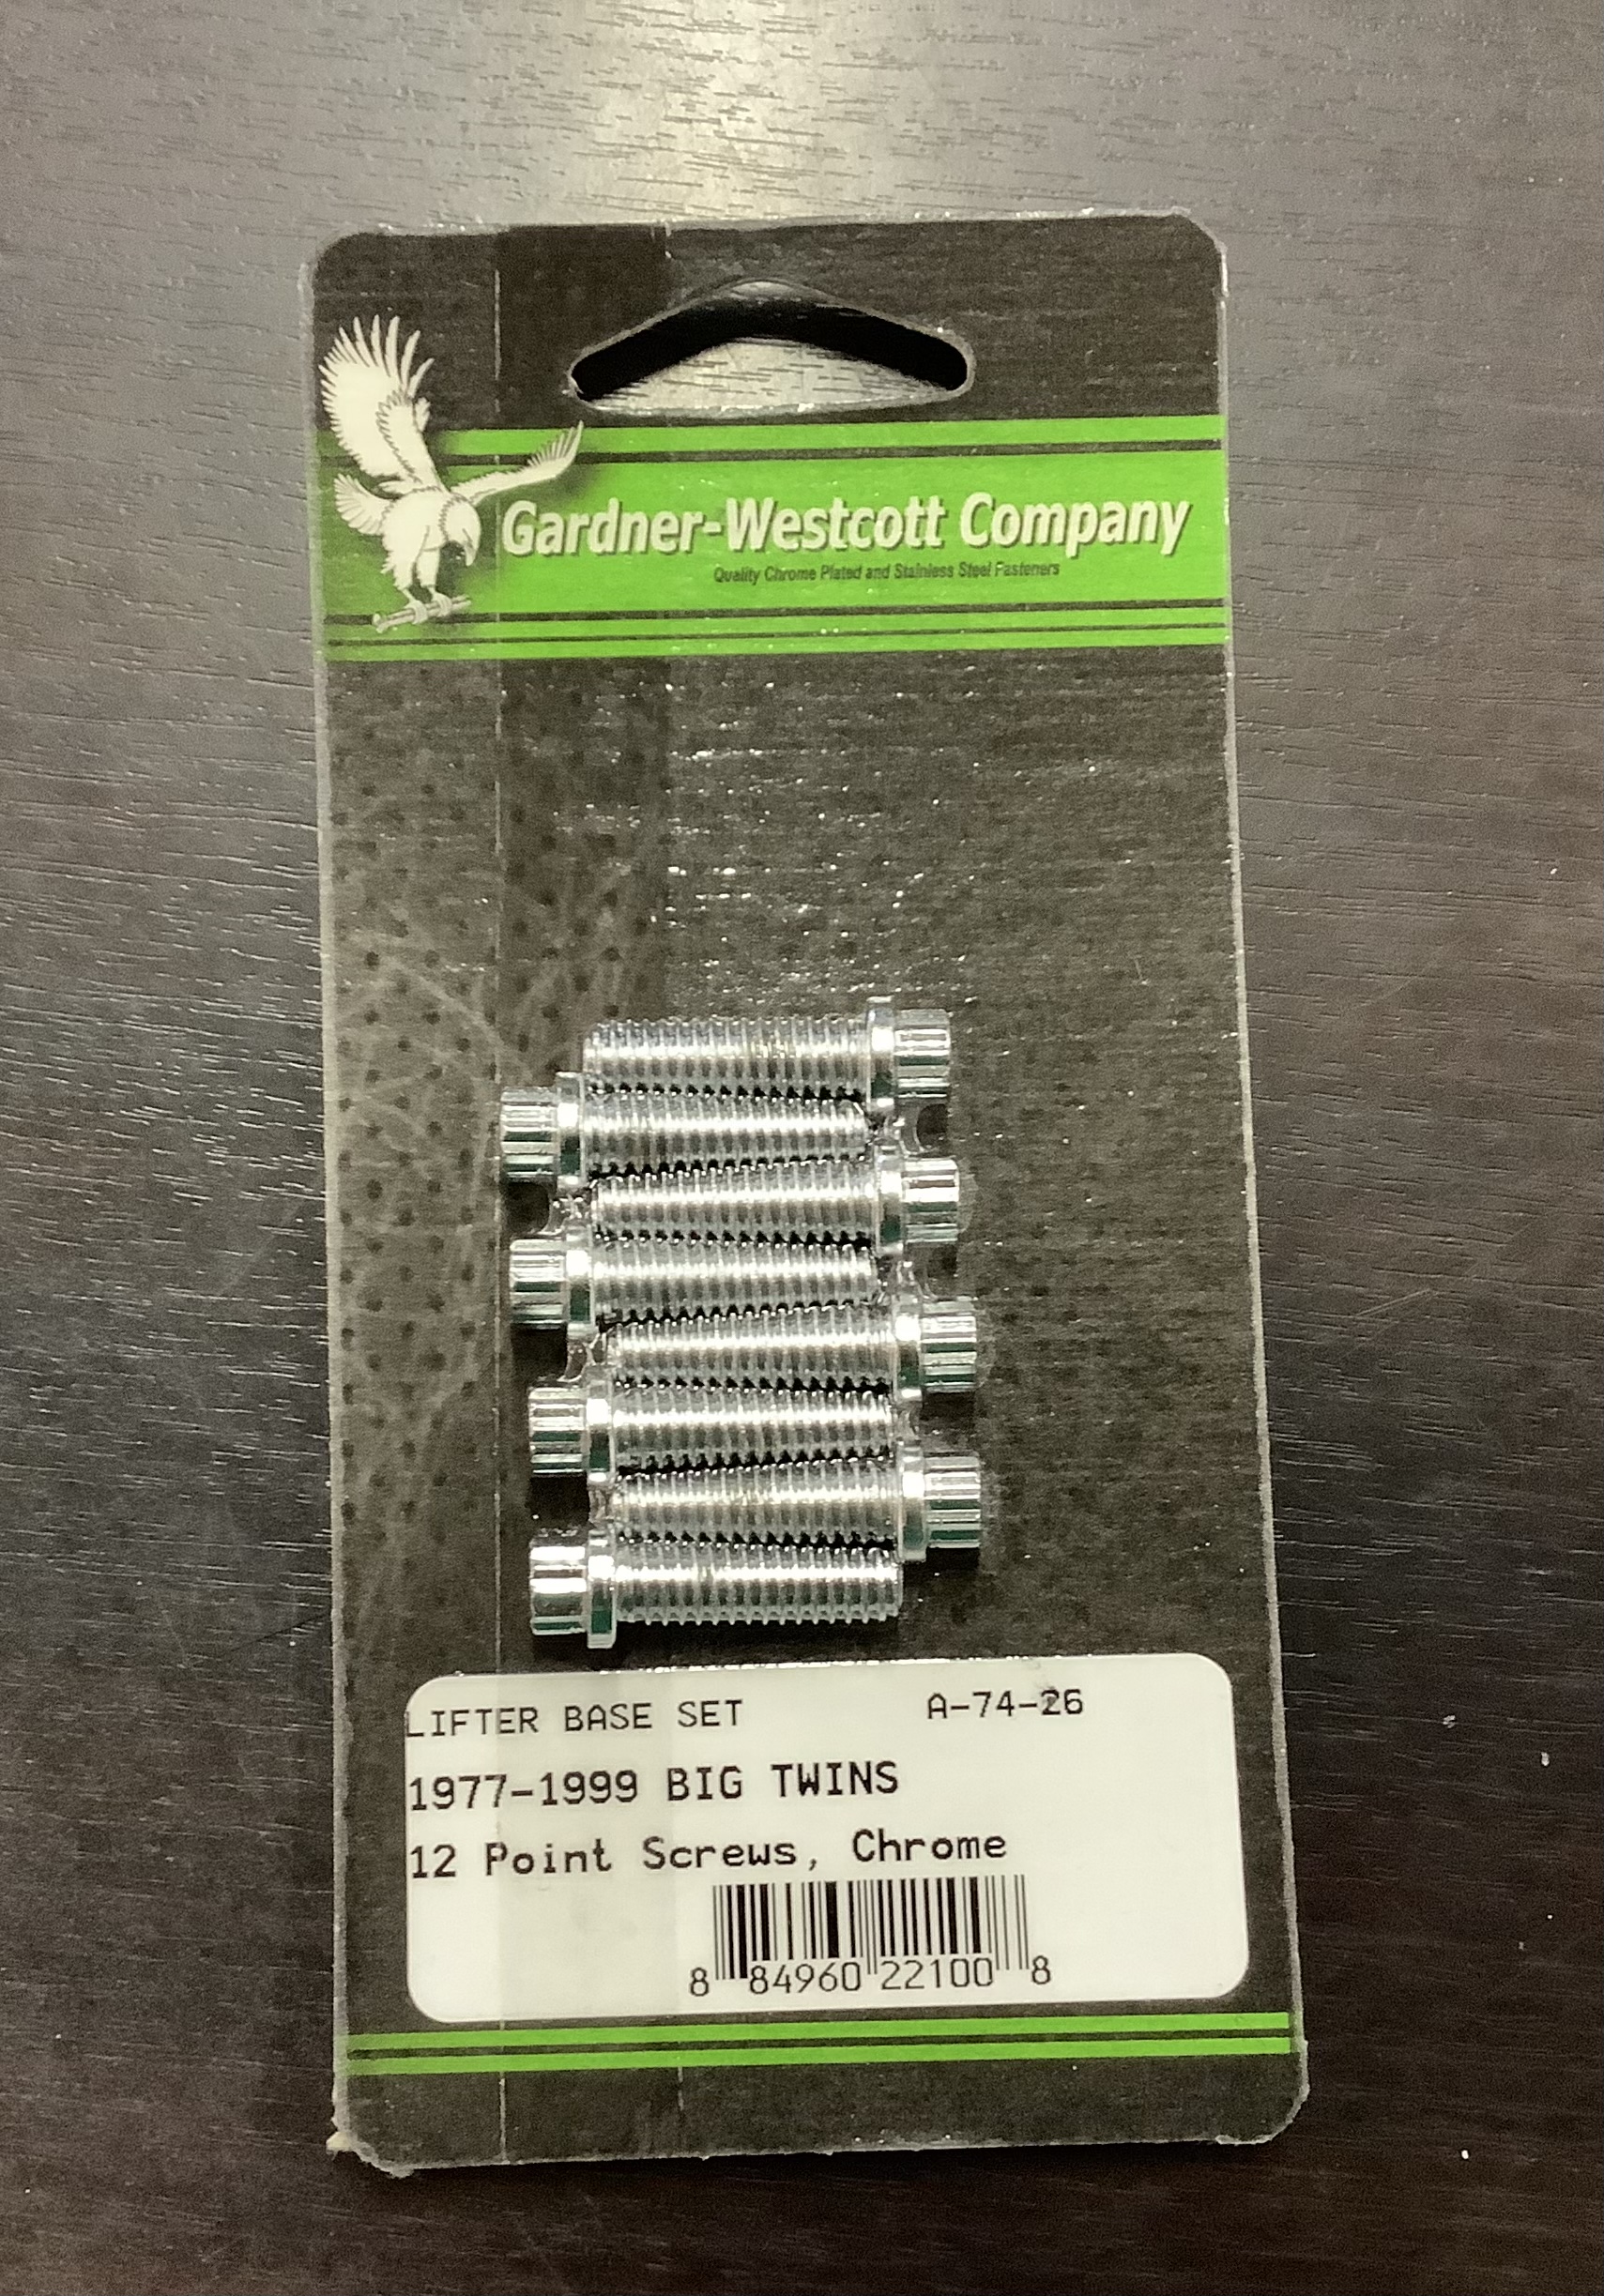 Gardner-Westcott Company
Quality Chrome Plated and Stainless Steel Fasteners
LIFTER BASE SET A-74-26
1977-1999 BIG TWINS
12 Point Screws, Chrome
8 84960 22100 8